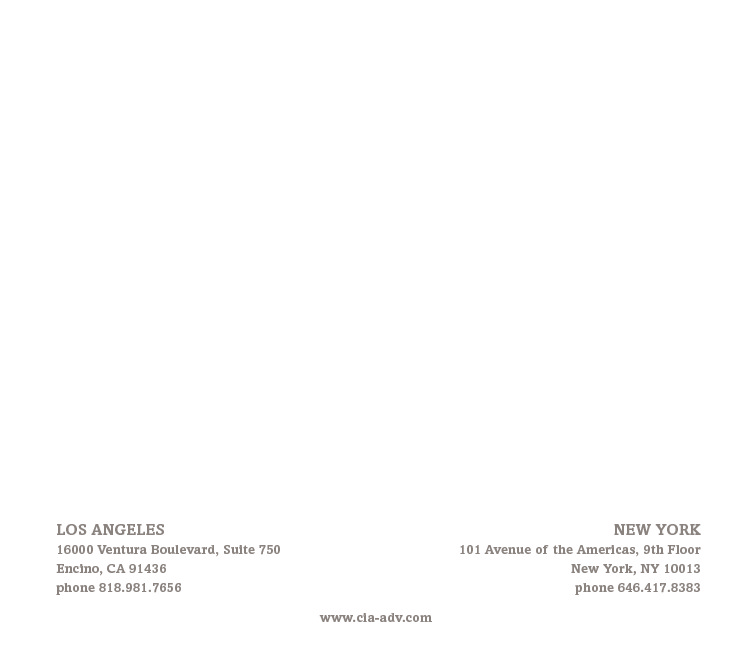 LOS ANGELES
16000 Ventura Boulevard, Suite 750
Encino, CA 91436
phone 818.981.7656
NEW YORK
101 Avenue of the Americas, 9th Floor
New York, NY 10013
phone 646.417.8383
www.cla-adv.com